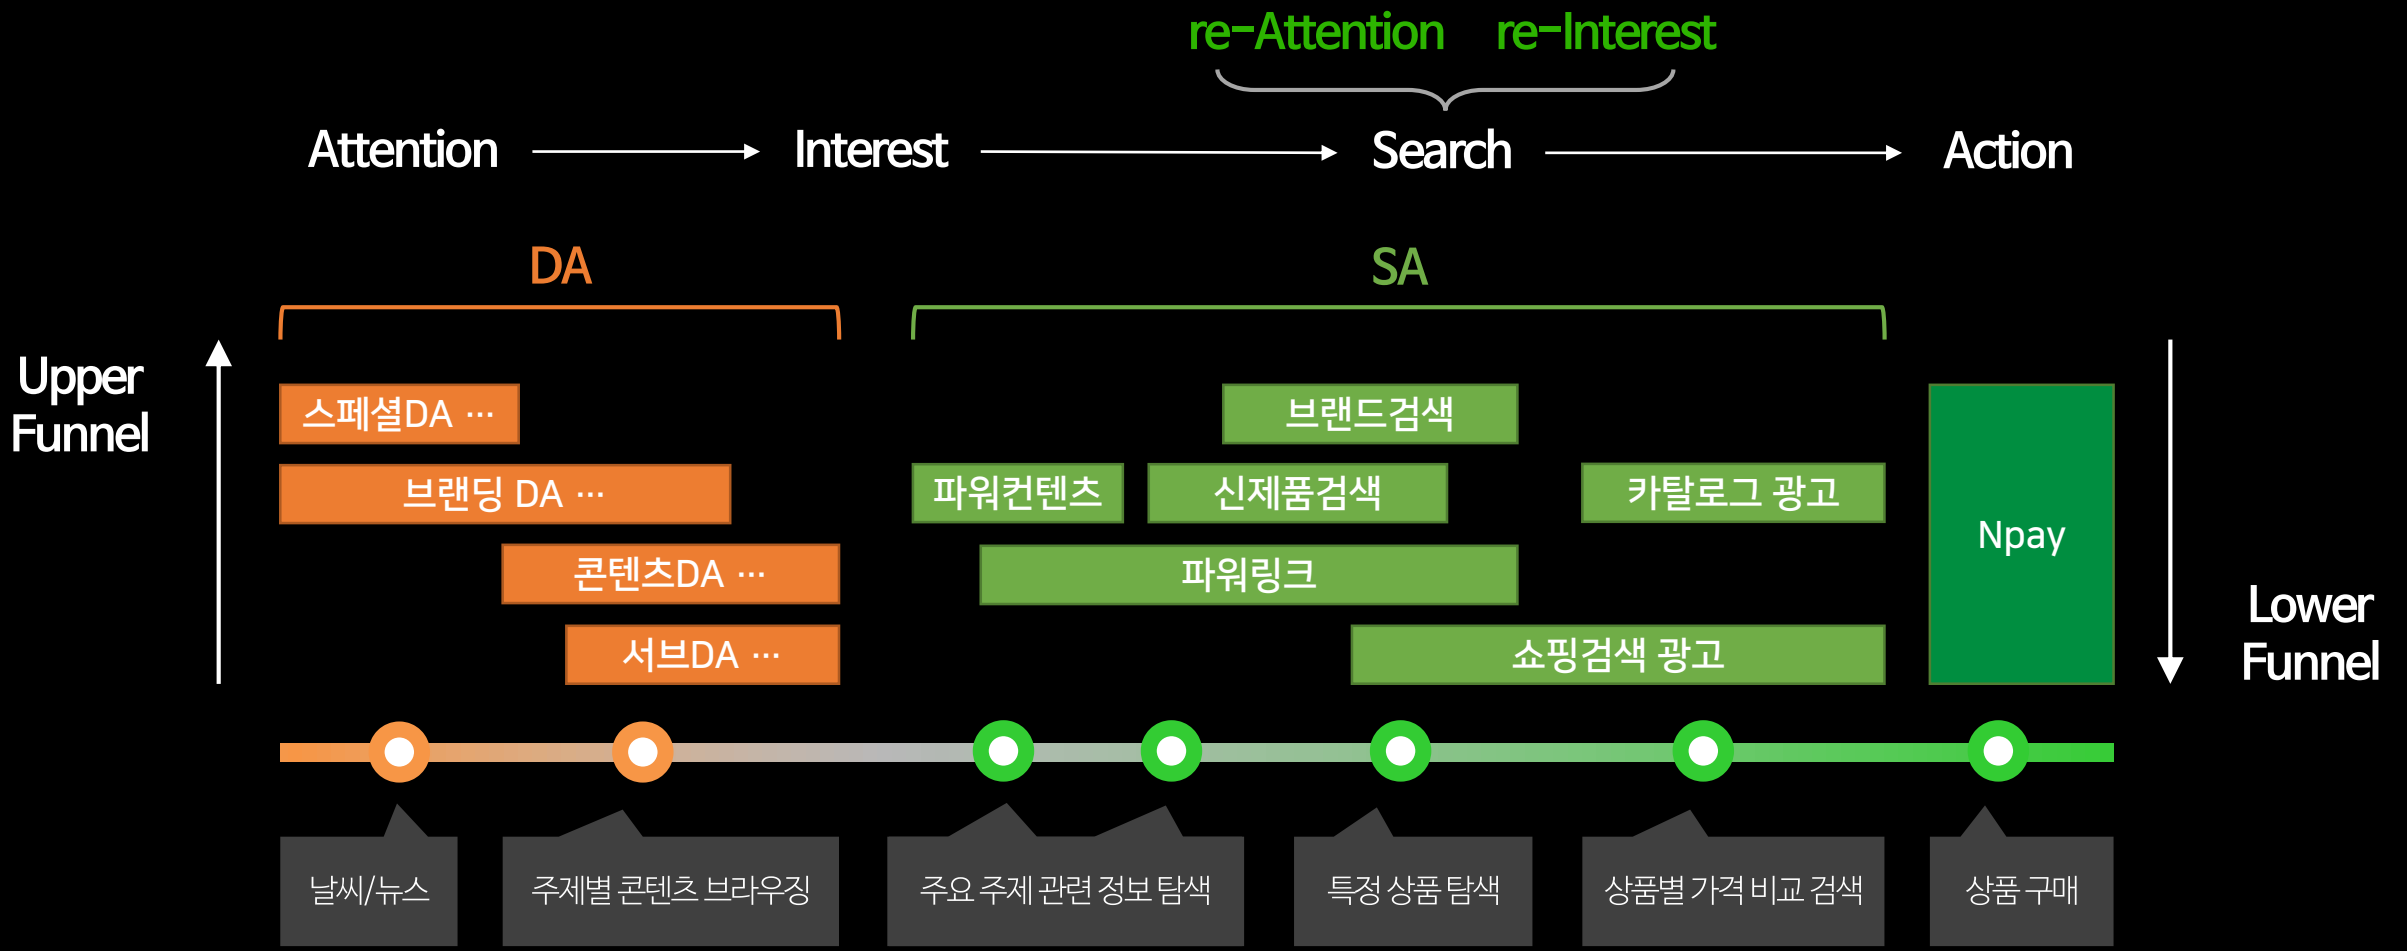 re-Attention re-Interest
Attention Interest Search Action
DA SA
Upper
Funnel
스페셜DA ···
브랜드검색
브랜딩 DA ···
파워컨텐츠 신제품검색 카탈로그 광고
콘텐츠DA ···
파워링크
서브DA ···
쇼핑검색 광고
Npay
Lower
Funnel
날씨/뉴스
주제별 콘텐츠 브라우징
주요 주제 관련 정보 탐색
특정 상품 탐색
상품별 가격 비교 검색
상품 구매